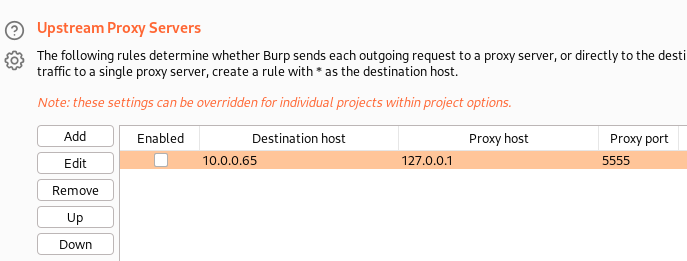 Upstream Proxy Servers
The following rules determine whether Burp sends each outgoing request to a proxy server, or directly to the
traffic to a single proxy server, create a rule with * as the destination host.
Note: these settings can be overridden for individual projects within project options.
Add
Edit
Remove
Up
Down
Enabled Destination host Proxy host Proxy port
10.0.0.65 127.0.0.1 5555